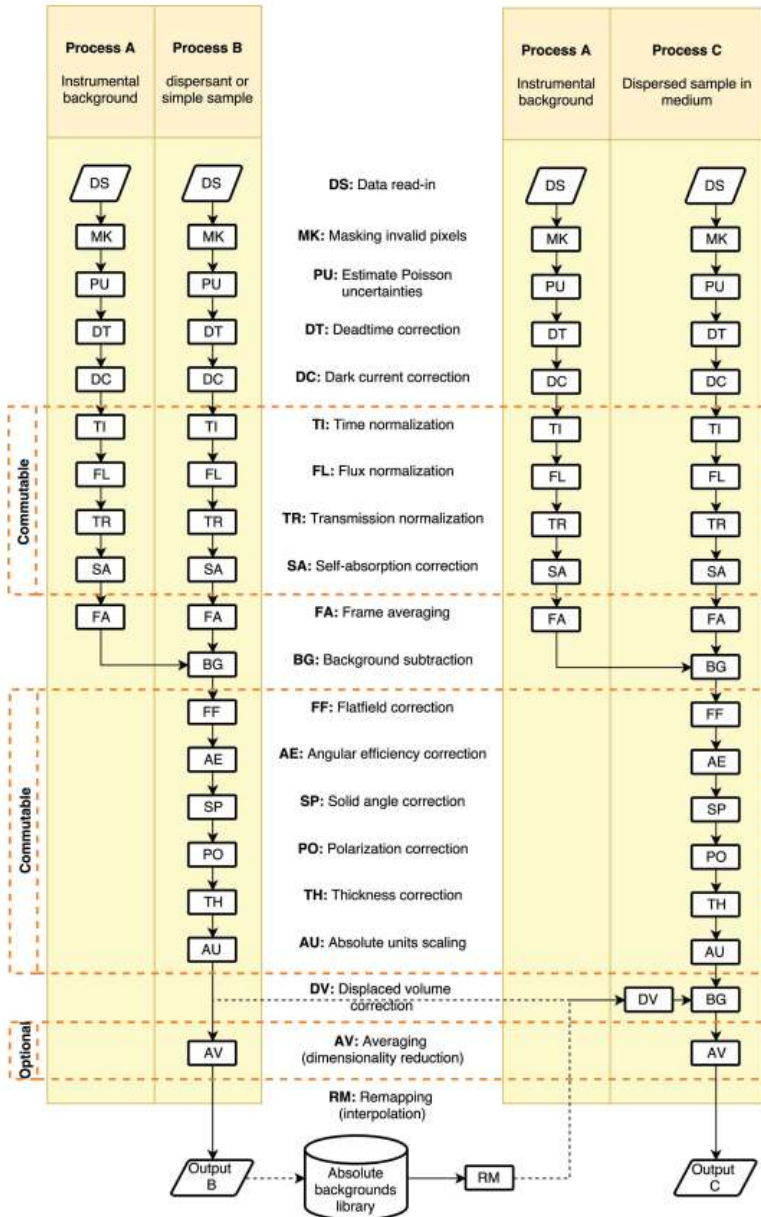 Process A
Process B
Process A
Process C
Instrumental
background
dispersant or
simple sample
Instrumental
background
Dispersed sample in
medium
DS
DS
DS: Data read-in
DS
DS
MK
MK
MK: Masking invalid pixels
MK
MK
PU
PU
PU: Estimate Poisson
uncertainties
PU
PU
DT
DT
DT: Deadtime correction
DT
DT
DC
DC
DC: Dark current correction
DC
DC
Commutable
TI
TI
TI: Time normalization
TI
TI
FL
FL
FL: Flux normalization
FL
FL
TR
TR
TR: Transmission normalization
TR
TR
SA
SA
SA: Self-absorption correction
SA
SA
FA
FA
FA: Frame averaging
FA
FA
BG
BG: Background subtraction
BG
Commutable
FF
FF: Flatfield correction
FF
AE
AE: Angular efficiency correction
AE
SP
SP: Solid angle correction
SP
PO
PO: Polarization correction
PO
TH
TH: Thickness correction
TH
AU
AU: Absolute units scaling
AU
DV: Displaced volume
correction
DV
BG
Optional
AV
AV: Averaging
(dimensionality reduction)
AV
RM: Remapping
(interpolation)
Output
B
Absolute
backgrounds
library
RM
Output
C